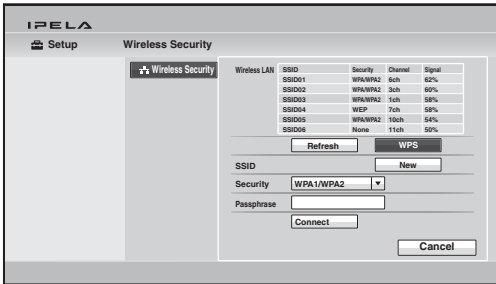 IPELA
Setup Wireless Security
Wireless Security
Wireless LAN SSID Security Channel Signal
SSID01 WPA/WPA2 6ch 62%
SSID02 WPA/WPA2 3ch 60%
SSID03 WPA/WPA2 1ch 58%
SSID04 WEP 7ch 58%
SSID05 WPA/WPA2 10ch 54%
SSID06 None 11ch 50%
Refresh WPS
SSID New
Security WPA1/WPA2
Passphrase
Connect
Cancel